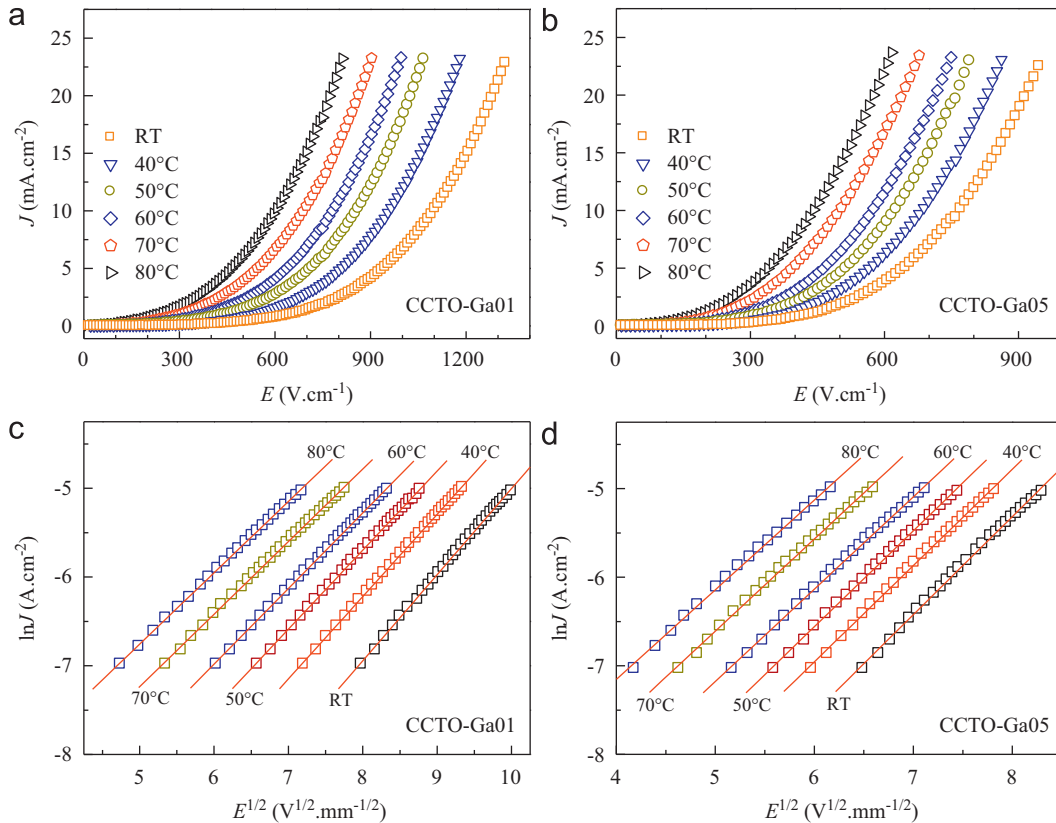 a
25
20
15
10
5
0
J (mA.cm-2)
RT
40°C
50°C
60°C
70°C
80°C
CCTO-Ga01
0 300 600 900 1200
E (V.cm-1)
b
25
20
15
10
5
0
J (mA.cm-2)
RT
40°C
50°C
60°C
70°C
80°C
CCTO-Ga05
0 300 600 900
E (V.cm-1)
c
-5
-6
-7
-8
lnJ (A.cm-2)
80°C 60°C 40°C
70°C 50°C RT
CCTO-Ga01
5 6 7 8 9 10
E1/2 (V1/2.mm-1/2)
d
-5
-6
-7
-8
lnJ (A.cm-2)
80°C 60°C 40°C
70°C 50°C RT
CCTO-Ga05
4 5 6 7 8
E1/2 (V1/2.mm-1/2)